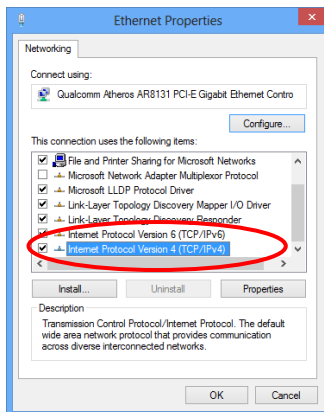 Ethernet Properties
Networking
Connect using:
Qualcomm Atheros AR8131 PCI-E Gigabit Ethernet Contro
Configure...
This connection uses the following items:
File and Printer Sharing for Microsoft Networks
Microsoft Network Adapter Multiplexor Protocol
Microsoft LLDP Protocol Driver
Link-Layer Topology Discovery Mapper I/O Driver
Link-Layer Topology Discovery Responder
Internet Protocol Version 6 (TCP/IPv6)
Internet Protocol Version 4 (TCP/IPv4)
Install...
Uninstall
Properties
Description
Transmission Control Protocol/Internet Protocol. The default
wide area network protocol that provides communication
across diverse interconnected networks.
OK
Cancel